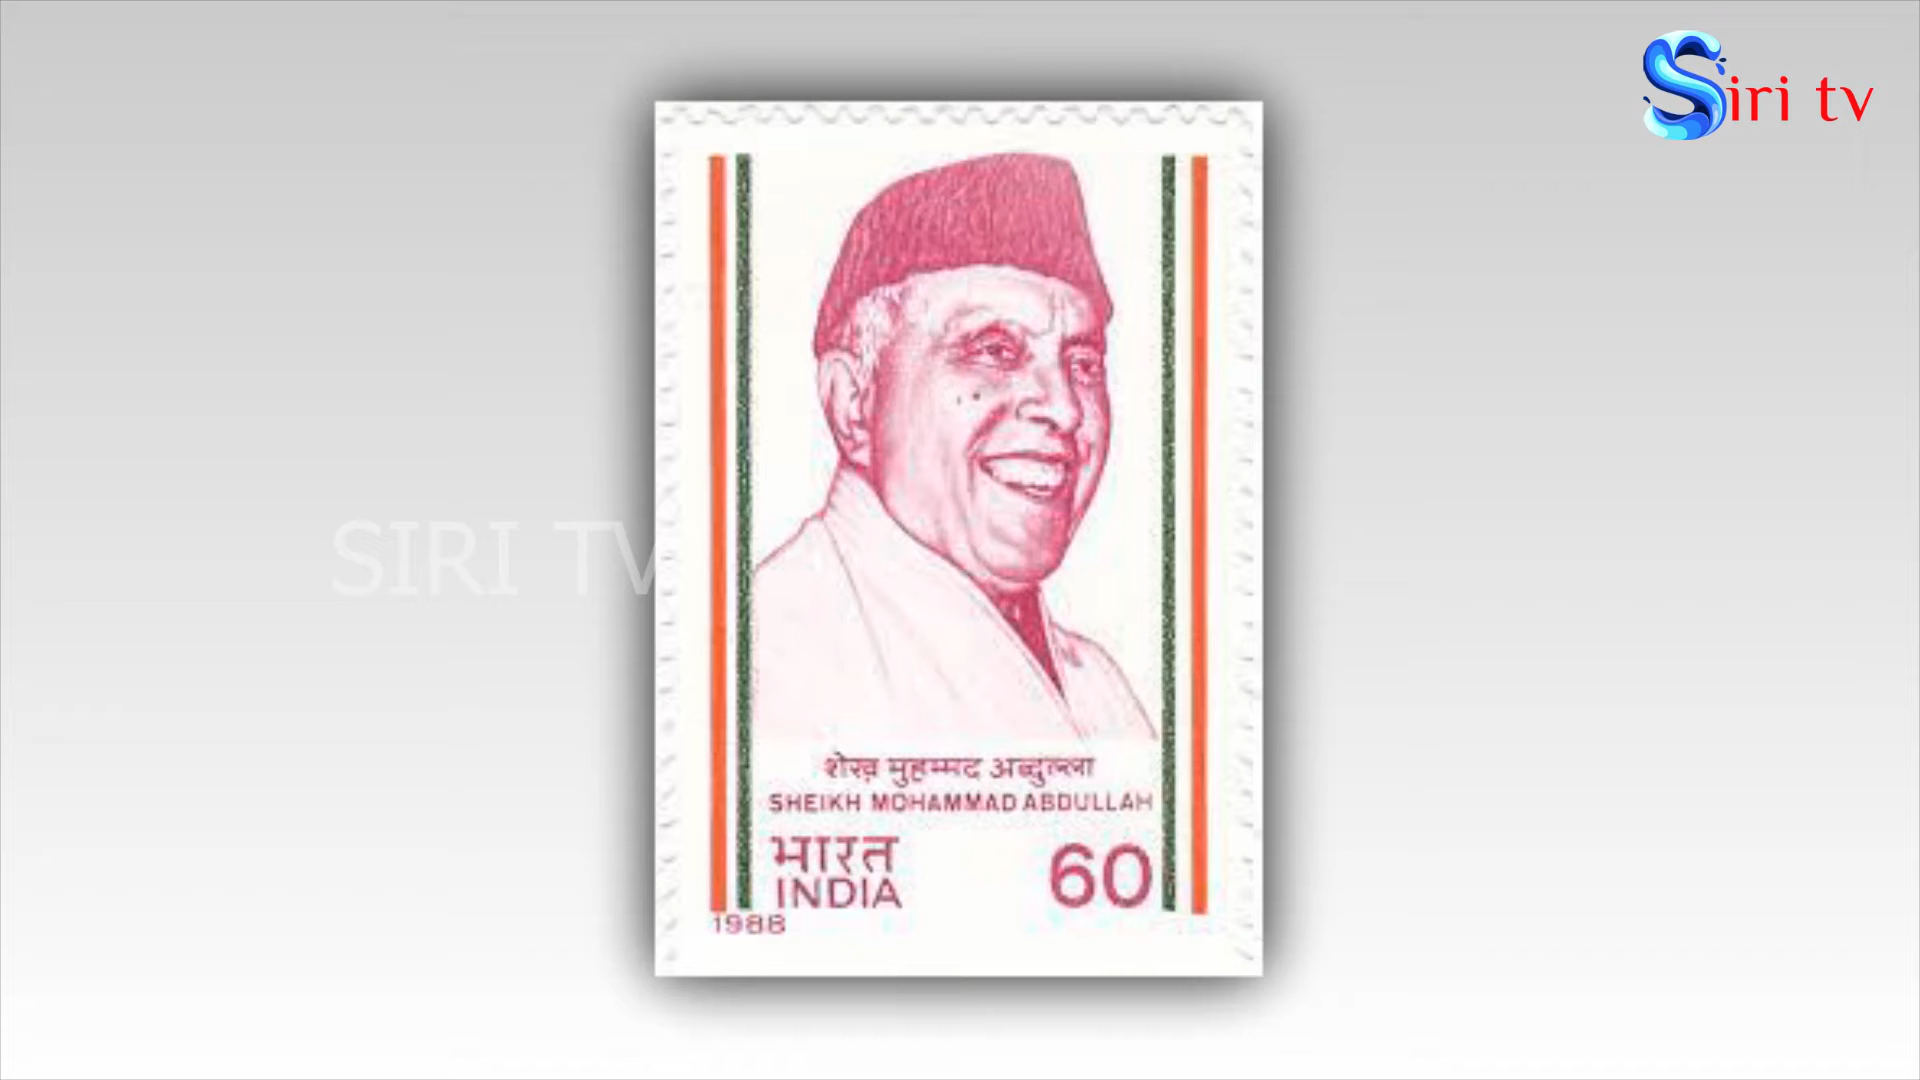 Siri tv
SIRI TV
शेख़ मुहम्मद अब्दुल्ला
SHEIKH MOHAMMAD ABDULLAH
भारत
INDIA
60
1988